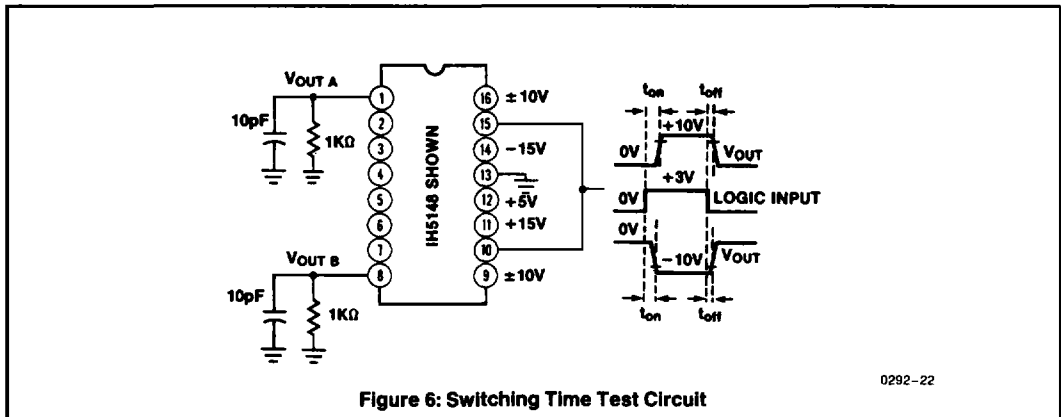 VOUT A
10pF
1KΩ
1
2
3
4
5
6
7
8
IH5148 SHOWN
16 ±10V
15
14 −15V
13
12 +5V
11 +15V
10
9 ±10V
VOUT B
10pF
1KΩ
ton toff
+10V
0V VOUT
+3V
0V LOGIC INPUT
0V
−10V VOUT
ton toff
0292–22
Figure 6: Switching Time Test Circuit